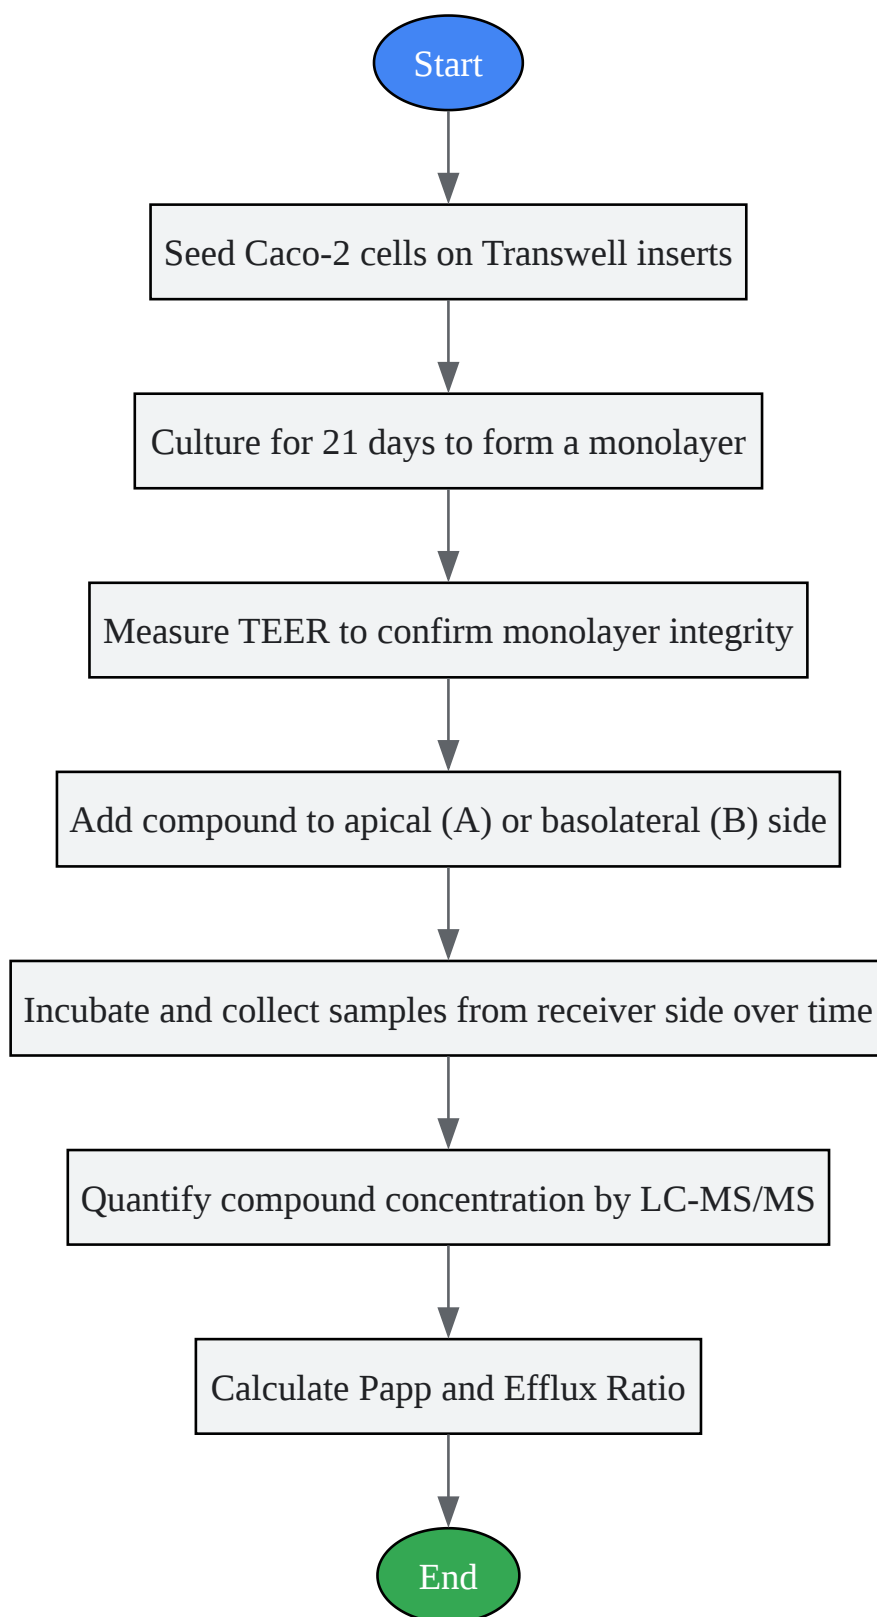 Start
Seed Caco-2 cells on Transwell inserts
Culture for 21 days to form a monolayer
Measure TEER to confirm monolayer integrity
Add compound to apical (A) or basolateral (B) side
Incubate and collect samples from receiver side over time
Quantify compound concentration by LC-MS/MS
Calculate Papp and Efflux Ratio
End